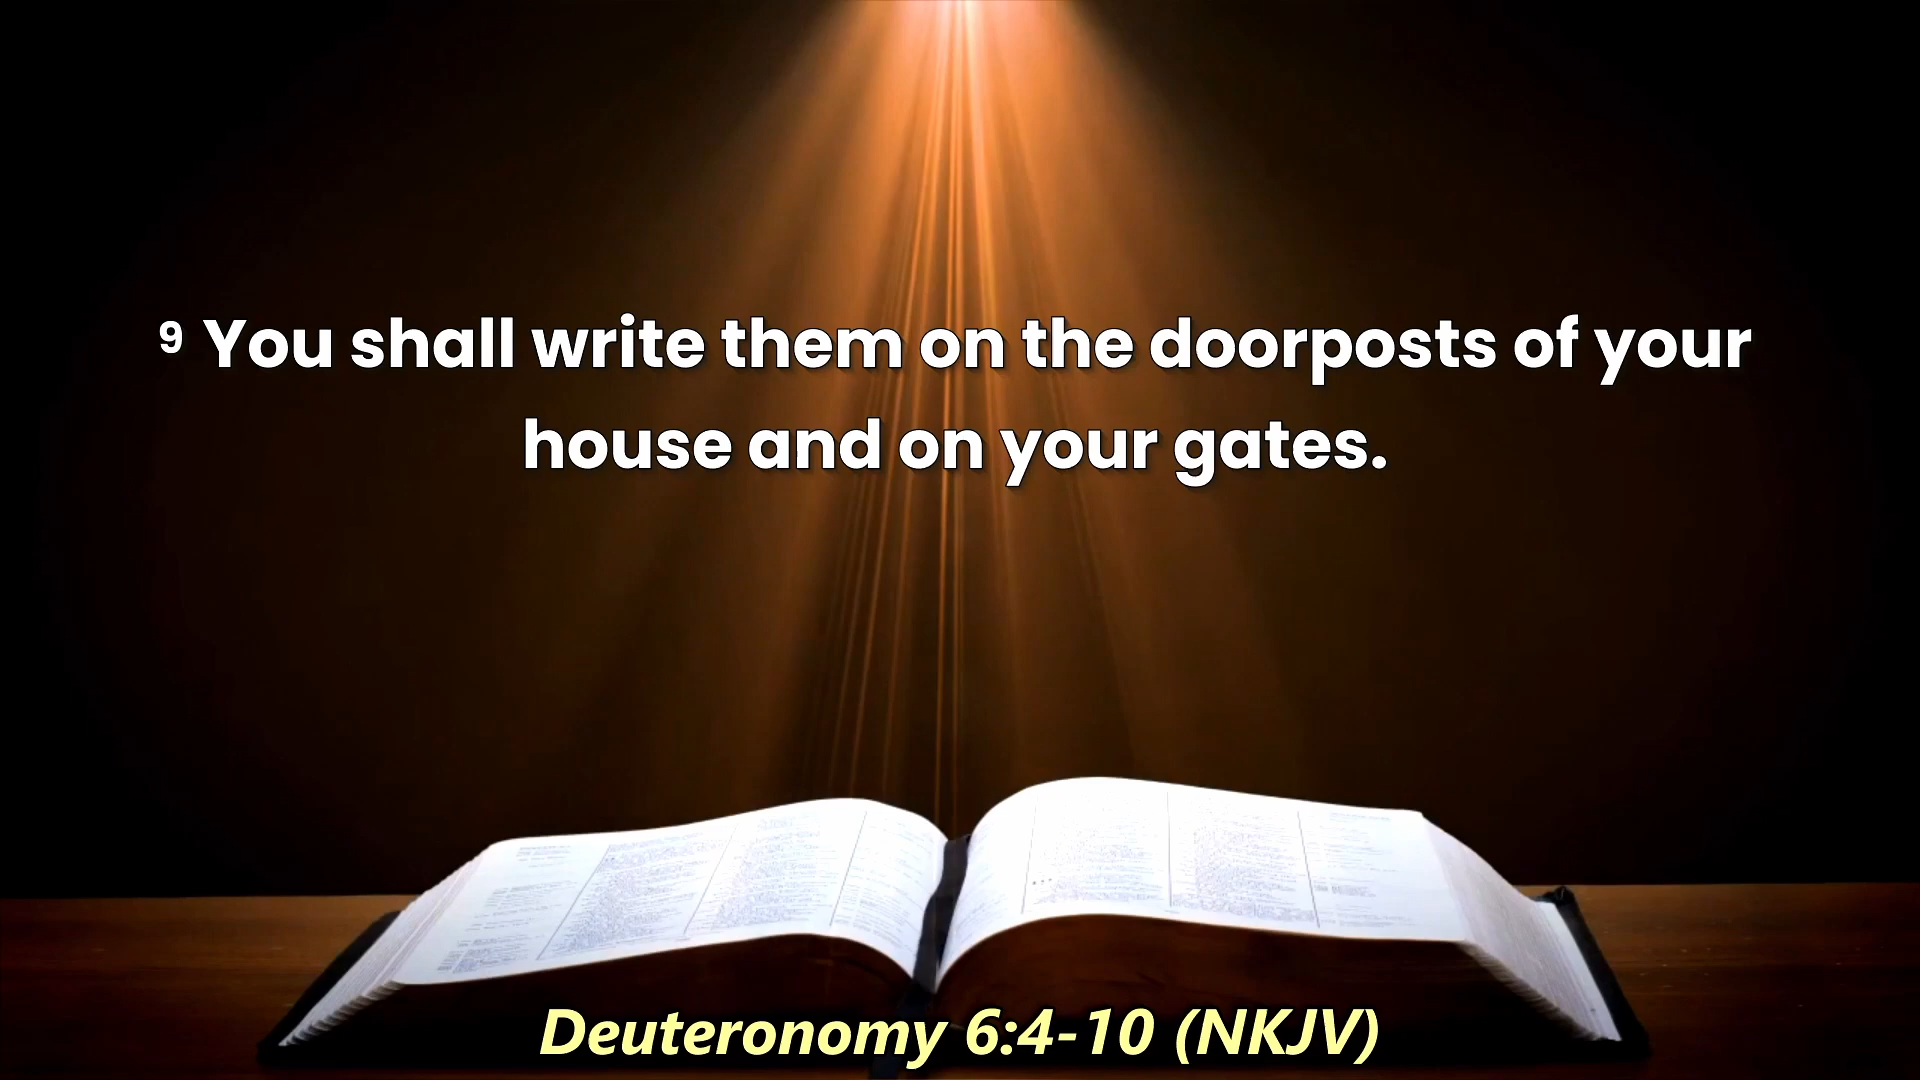 ⁹ You shall write them on the doorposts of your
house and on your gates.
Deuteronomy 6:4-10 (NKJV)